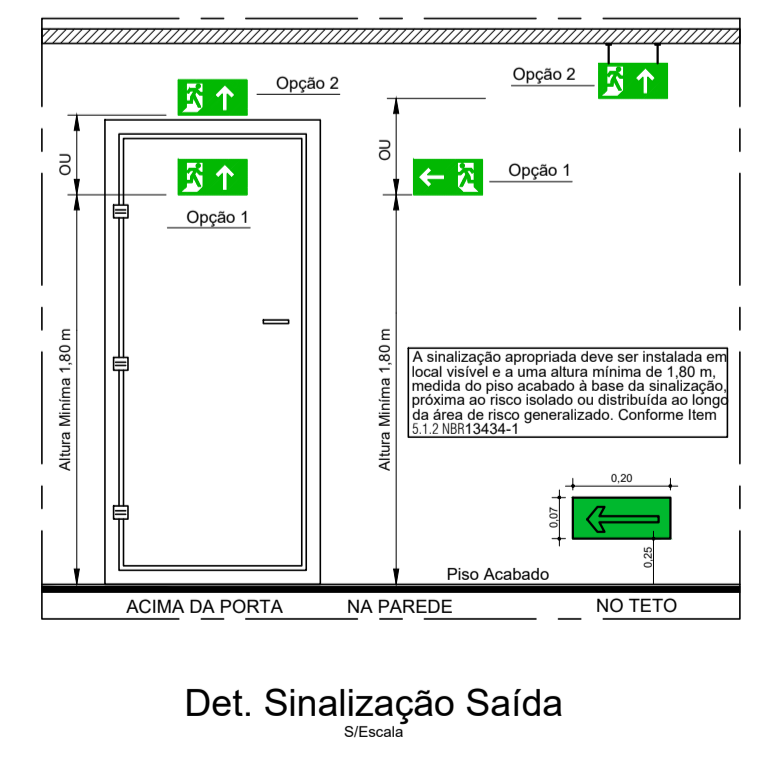 Opção 2
Opção 2
OU
OU
Opção 1
Opção 1
Altura Miníma 1,80 m
Altura Miníma 1,80 m
A sinalização apropriada deve ser instalada em
local visível e a uma altura mínima de 1,80 m,
medida do piso acabado à base da sinalização,
próxima ao risco isolado ou distribuída ao longo
da área de risco generalizado. Conforme Item
5.1.2 NBR13434-1
0,20
0,07
0,25
Piso Acabado
ACIMA DA PORTA
NA PAREDE
NO TETO
Det. Sinalização Saída
S/Escala